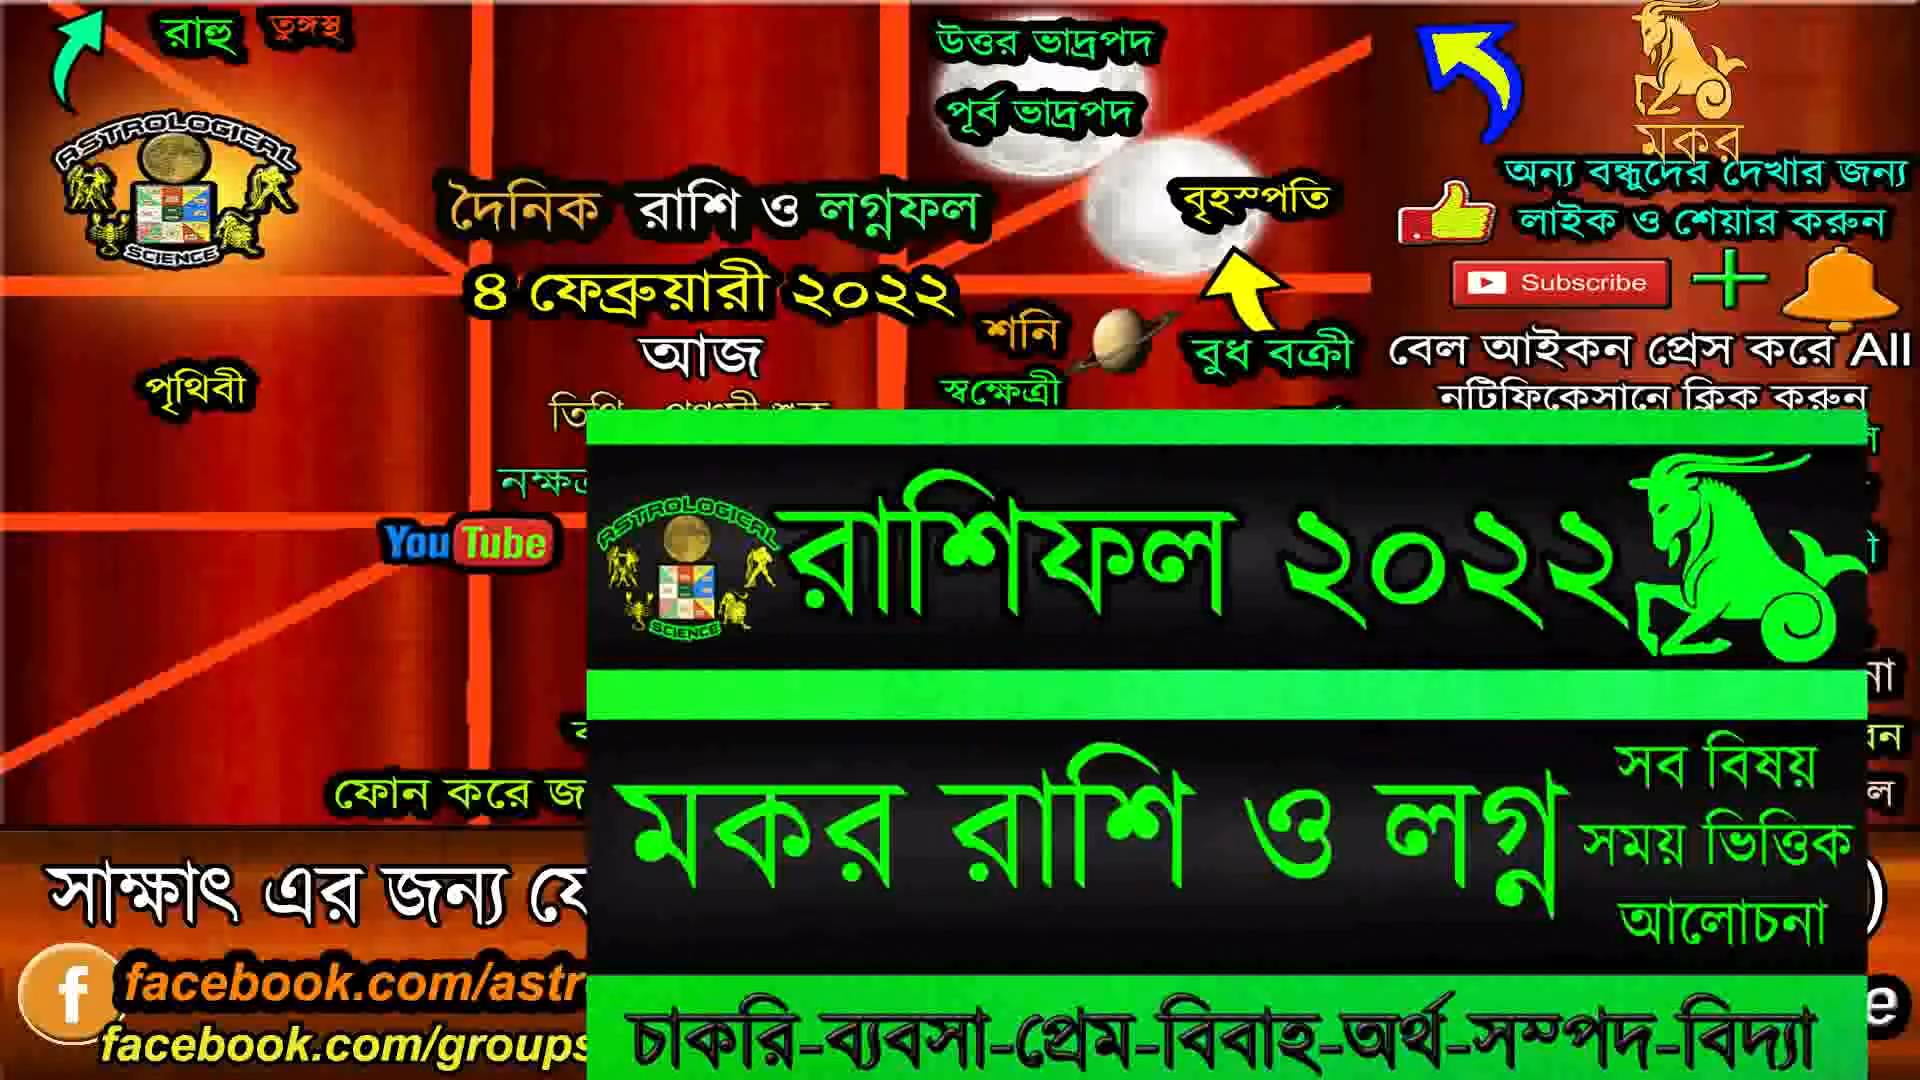 রাহু তুঙ্গস্থ
উত্তর ভাদ্রপদ
পূর্ব ভাদ্রপদ
মকর
ASTROLOGICAL
SCIENCE
দৈনিক রাশি ও লগ্নফল
বৃহস্পতি
অন্য বন্ধুদের দেখার জন্য
লাইক ও শেয়ার করুন
৪ ফেব্রুয়ারী ২০২২
Subscribe
শনি
আজ
বুধ বক্রী
বেল আইকন প্রেস করে All
নটিফিকেসানে ক্লিক করুন
পৃথিবী
স্বক্ষেত্রী
YouTube
ASTROLOGICAL
SCIENCE
রাশিফল ২০২২
মকর রাশি ও লগ্ন
সব বিষয়
সময় ভিত্তিক
আলোচনা
ফোন করে
সাক্ষাৎ এর জন্য
facebook.com/astr
facebook.com/groups
চাকরি-ব্যবসা-প্রেম-বিবাহ-অর্থ-সম্পদ-বিদ্যা